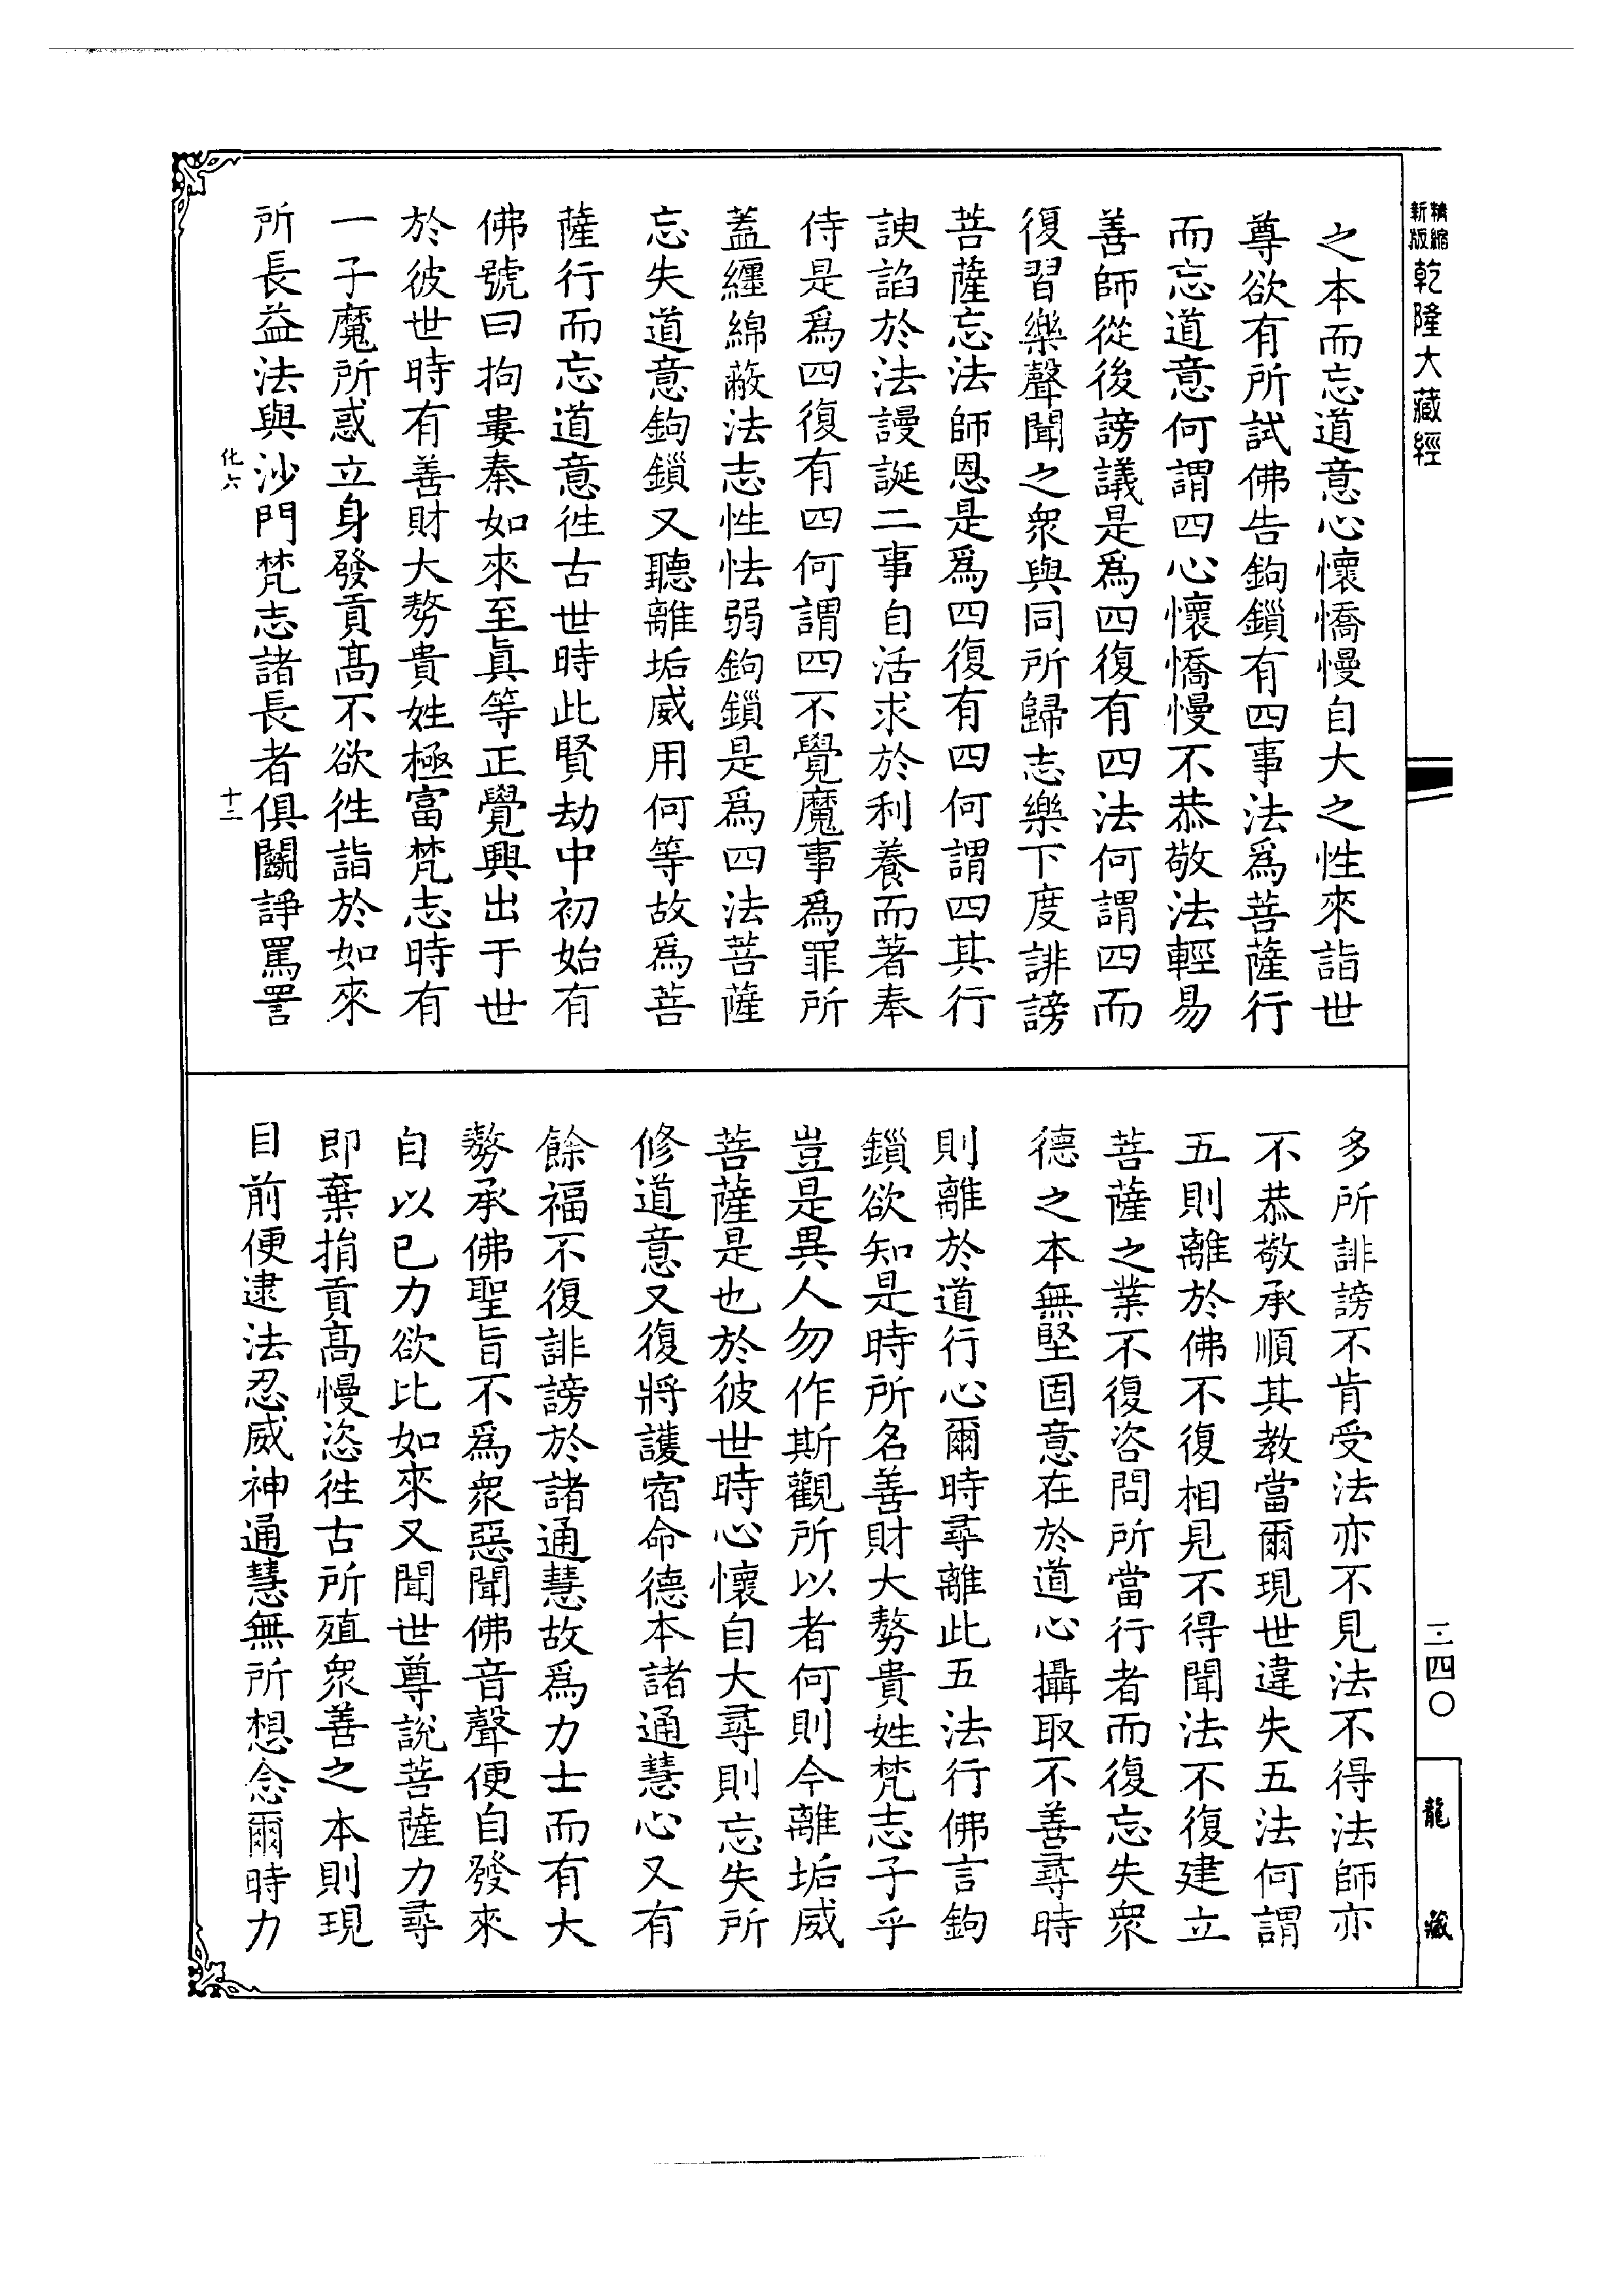 精縮新版乾隆大藏經
之本而忘道意心懷憍慢自大之性來詣世
尊欲有所試佛告鉤鎖有四事法爲菩薩行
而忘道意何謂四心懷憍慢不恭敬法輕易
善師從後謗議是爲四復有四法何謂四而
復習樂聲聞之衆與同所歸志樂下度誹謗
菩薩忘法師恩是爲四復有四何謂四其行
諛諂於法謾誕二事自活求於利養而著奉
侍是爲四復有四何謂四不覺魔事爲罪所
蓋纏綿蔽法志性怯弱鉤鎖是爲四法菩薩
忘失道意鉤鎖又聽離垢威用何等故爲菩
薩行而忘道意徃古世時此賢劫中初始有
佛號曰拘婁秦如來至眞等正覺興出于世
於彼世時有善財大勢貴姓極富梵志時有
一子魔所惑立身發貢高不欲徃詣於如來
所長益法與沙門梵志諸長者俱鬭諍罵詈
化六
十二
多所誹謗不肯受法亦不見法不得法師亦
不恭敬承順其教當爾現世違失五法何謂
五則離於佛不復相見不得聞法不復建立
菩薩之業不復咨問所當行者而復忘失衆
德之本無堅固意在於道心攝取不善尋時
則離於道行心爾時尋離此五法行佛言鉤
鎖欲知是時所名善財大勢貴姓梵志子乎
豈是異人勿作斯觀所以者何則今離垢威
菩薩是也於彼世時心懷自大尋則忘失所
修道意又復將護宿命德本諸通慧心又有
餘福不復誹謗於諸通慧故爲力士而有大
勢承佛聖旨不爲衆惡聞佛音聲便自發來
自以已力欲比如來又聞世尊說菩薩力尋
即棄捐貢高慢恣徃古所殖衆善之本則現
目前便逮法忍威神通慧無所想念爾時力
三四〇
龍藏